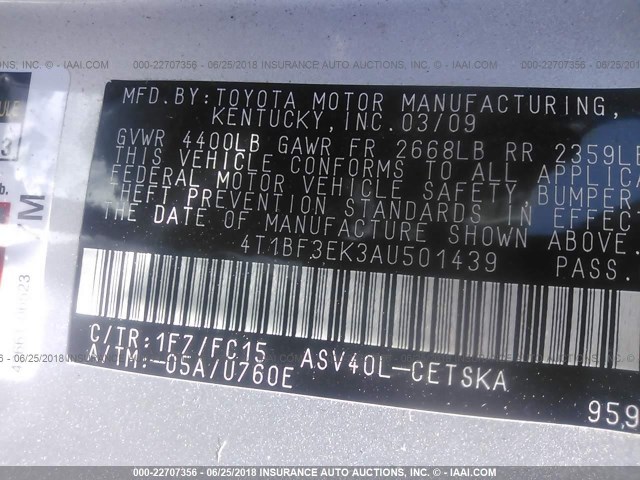 000-22707356 - 06/25/2018 - INSURANCE AUTO AUCTIONS, INC. - IAAI.COM
MFD.BY:TOYOTA MOTOR MANUFACTURING,
KENTUCKY,INC.03/09
GVWR 4400LB GAWR FR 2668LB RR 2359LB
THIS VEHICLE CONFORMS TO ALL APPLICA
FEDERAL MOTOR VEHICLE SAFETY,BUMPER
THEFT PREVENTION STANDARDS IN EFFEC
THE DATE OF MANUFACTURE SHOWN ABOVE.
4T1BF3EK3AU501439 PASS.
C/TR:1F7/FC15 ASV40L-CETSKA
A/TM:-05A/U760E
95,9
000-22707356 - 06/25/2018 - INSURANCE AUTO AUCTIONS, INC. - IAAI.COM